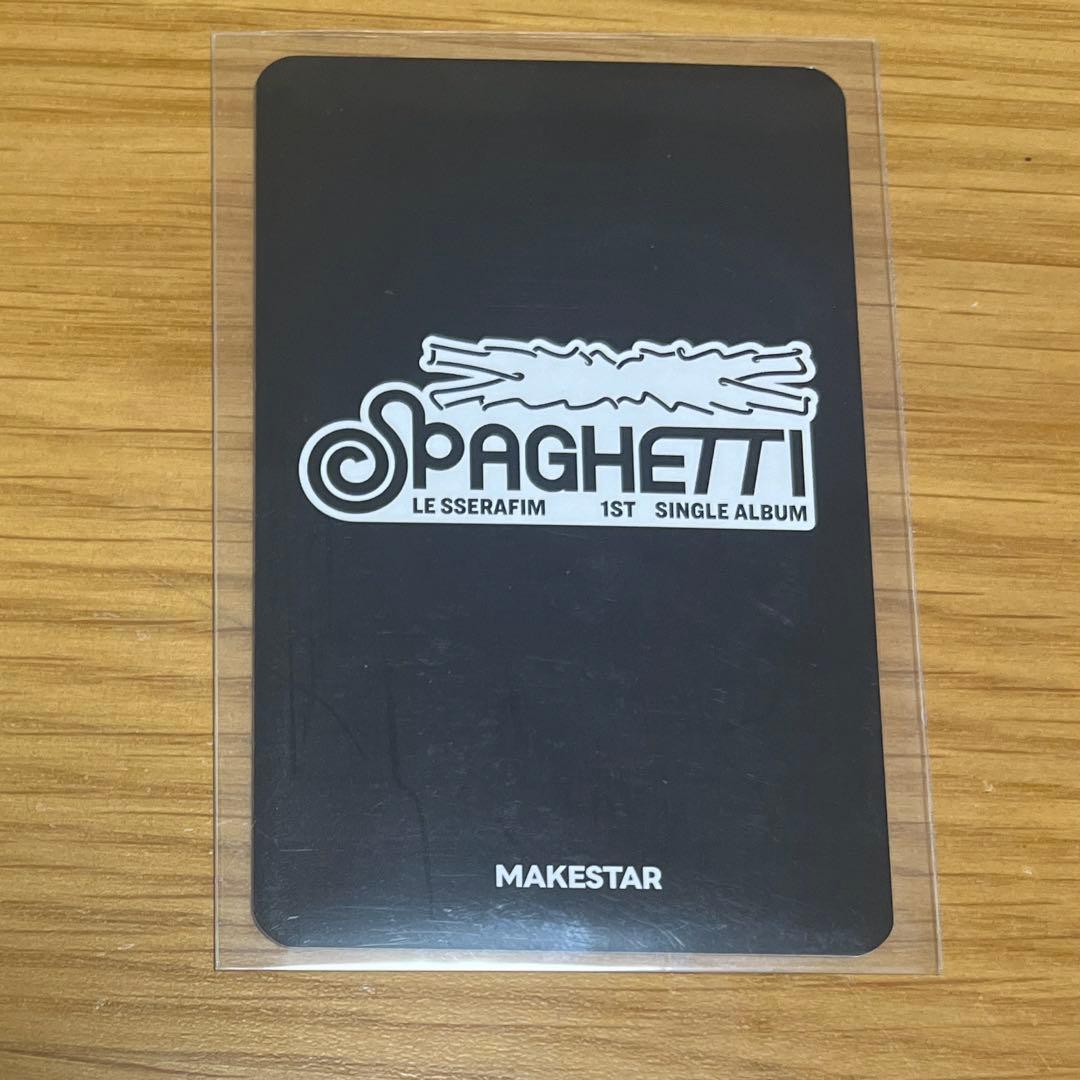 SPAGHETTI
LE SSERAFIM 1ST SINGLE ALBUM
MAKESTAR